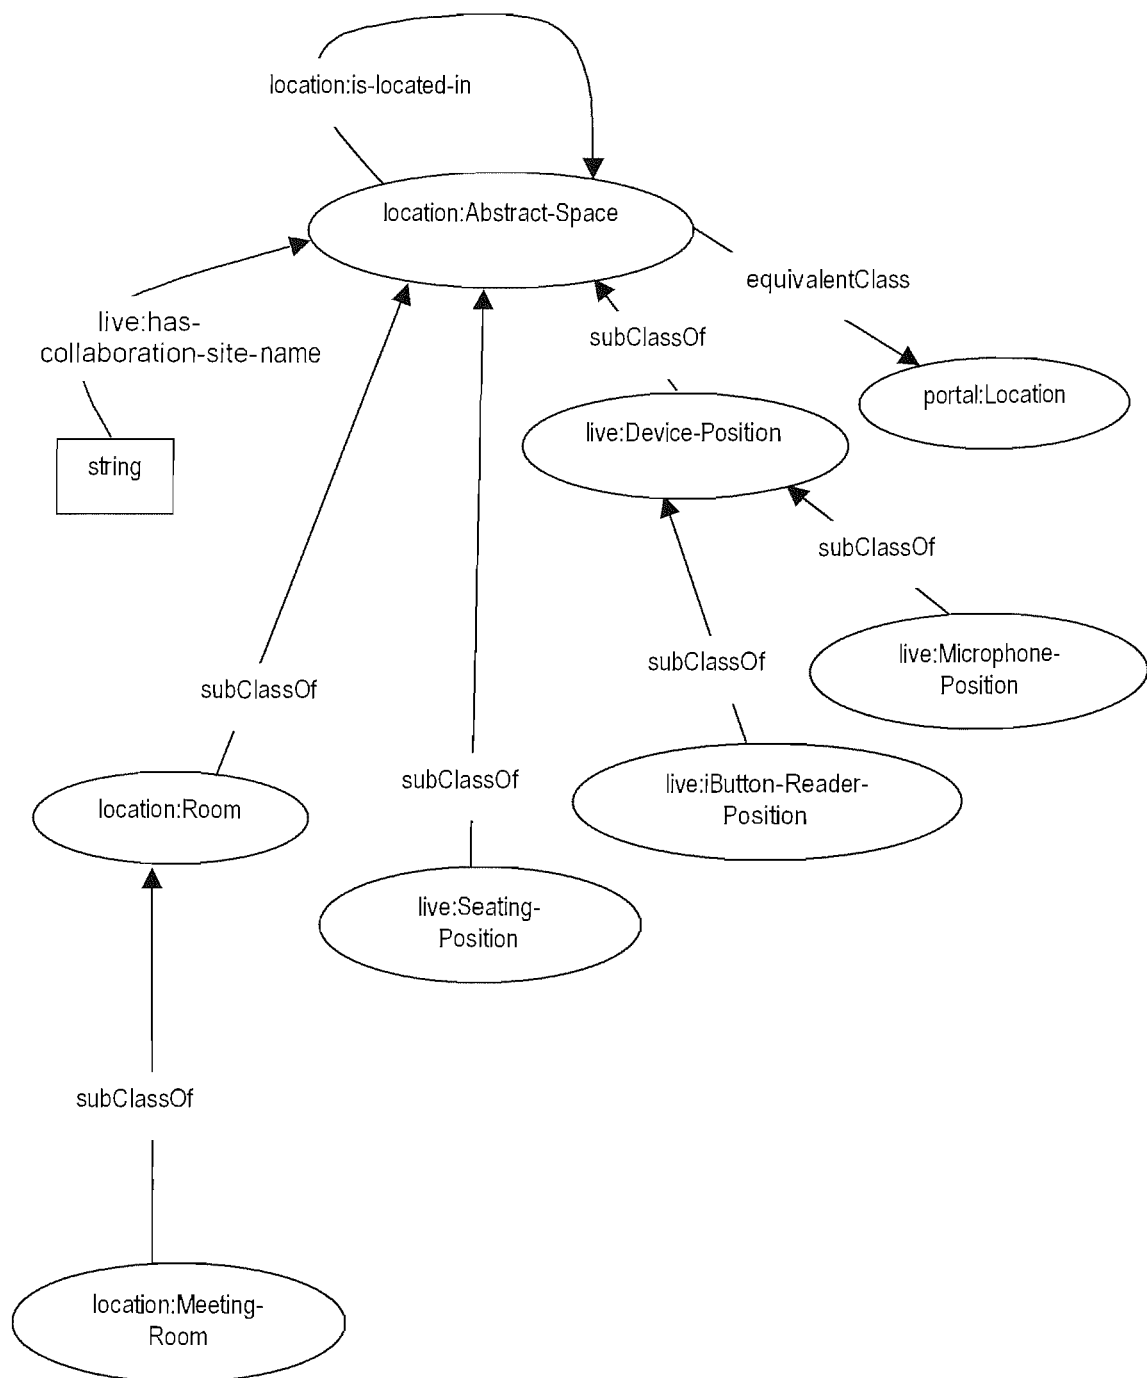 location:is-located-in
location:Abstract-Space
equivalentClass
live:has-
collaboration-site-name
subClassOf
portal:Location
live:Device-Position
string
subClassOf
live:Microphone-
Position
subClassOf
subClassOf
subClassOf
live:iButton-Reader-
Position
location:Room
live:Seating-
Position
subClassOf
location:Meeting-
Room